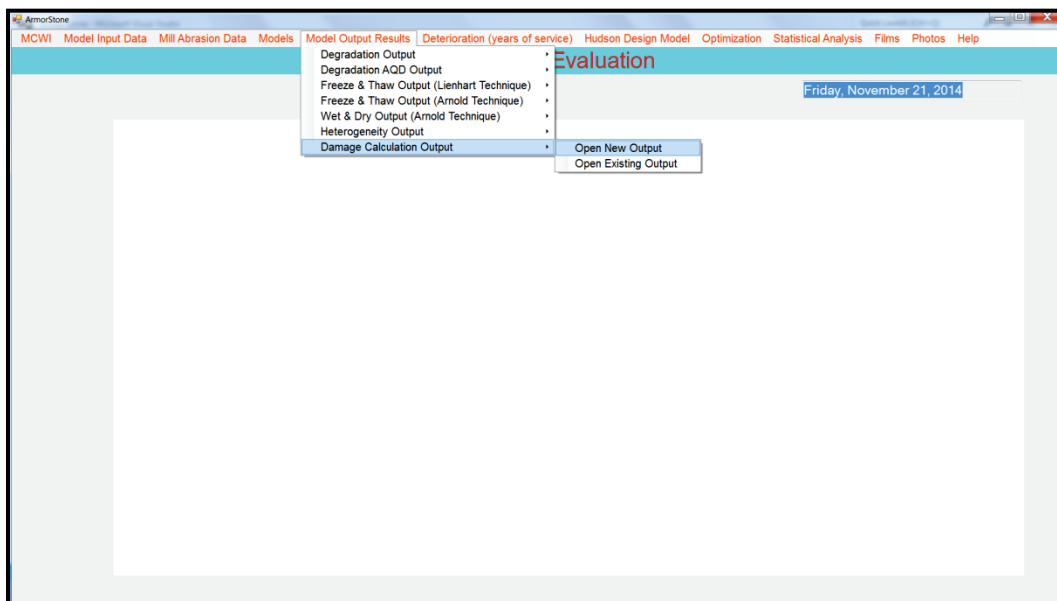 ArmorStone
MCWI Model Input Data Mill Abrasion Data Models Model Output Results Deterioration (years of service) Hudson Design Model Optimization Statistical Analysis Films Photos Help
Evaluation
Friday, November 21, 2014
Degradation Output
Degradation AQD Output
Freeze & Thaw Output (Lienhart Technique)
Freeze & Thaw Output (Arnold Technique)
Wet & Dry Output (Arnold Technique)
Heterogeneity Output
Damage Calculation Output
Open New Output
Open Existing Output